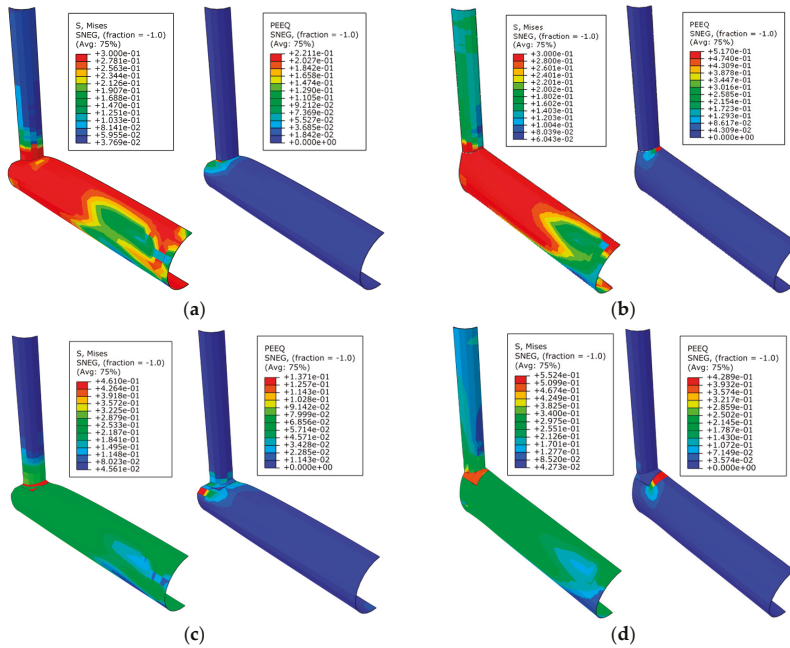 S, Mises
SNEG, (fraction = -1.0)
(Avg: 75%)
+3.000e-01
+2.781e-01
+2.563e-01
+2.344e-01
+2.126e-01
+1.907e-01
+1.688e-01
+1.470e-01
+1.251e-01
+1.033e-01
+8.141e-02
+5.955e-02
+3.769e-02
PEEQ
SNEG, (fraction = -1.0)
(Avg: 75%)
+2.211e-01
+2.027e-01
+1.842e-01
+1.658e-01
+1.474e-01
+1.290e-01
+1.105e-01
+9.212e-02
+7.369e-02
+5.527e-02
+3.685e-02
+1.842e-02
+0.000e+00
(a)
S, Mises
SNEG, (fraction = -1.0)
(Avg: 75%)
+3.000e-01
+2.800e-01
+2.601e-01
+2.401e-01
+2.201e-01
+2.002e-01
+1.802e-01
+1.602e-01
+1.403e-01
+1.203e-01
+1.004e-01
+8.039e-02
+6.043e-02
PEEQ
SNEG, (fraction = -1.0)
(Avg: 75%)
+5.170e-01
+4.740e-01
+4.309e-01
+3.878e-01
+3.447e-01
+3.016e-01
+2.585e-01
+2.154e-01
+1.723e-01
+1.293e-01
+8.617e-02
+4.309e-02
+0.000e+00
(b)
S, Mises
SNEG, (fraction = -1.0)
(Avg: 75%)
+4.610e-01
+4.264e-01
+3.918e-01
+3.572e-01
+3.225e-01
+2.879e-01
+2.533e-01
+2.187e-01
+1.841e-01
+1.495e-01
+1.148e-01
+8.023e-02
+4.561e-02
PEEQ
SNEG, (fraction = -1.0)
(Avg: 75%)
+1.371e-01
+1.257e-01
+1.143e-01
+1.028e-01
+9.142e-02
+7.999e-02
+6.856e-02
+5.714e-02
+4.571e-02
+3.428e-02
+2.285e-02
+1.143e-02
+0.000e+00
(c)
S, Mises
SNEG, (fraction = -1.0)
(Avg: 75%)
+5.524e-01
+5.099e-01
+4.674e-01
+4.249e-01
+3.825e-01
+3.400e-01
+2.975e-01
+2.551e-01
+2.126e-01
+1.701e-01
+1.277e-01
+8.520e-02
+4.273e-02
PEEQ
SNEG, (fraction = -1.0)
(Avg: 75%)
+4.289e-01
+3.932e-01
+3.574e-01
+3.217e-01
+2.859e-01
+2.502e-01
+2.145e-01
+1.787e-01
+1.430e-01
+1.072e-01
+7.149e-02
+3.574e-02
+0.000e+00
(d)